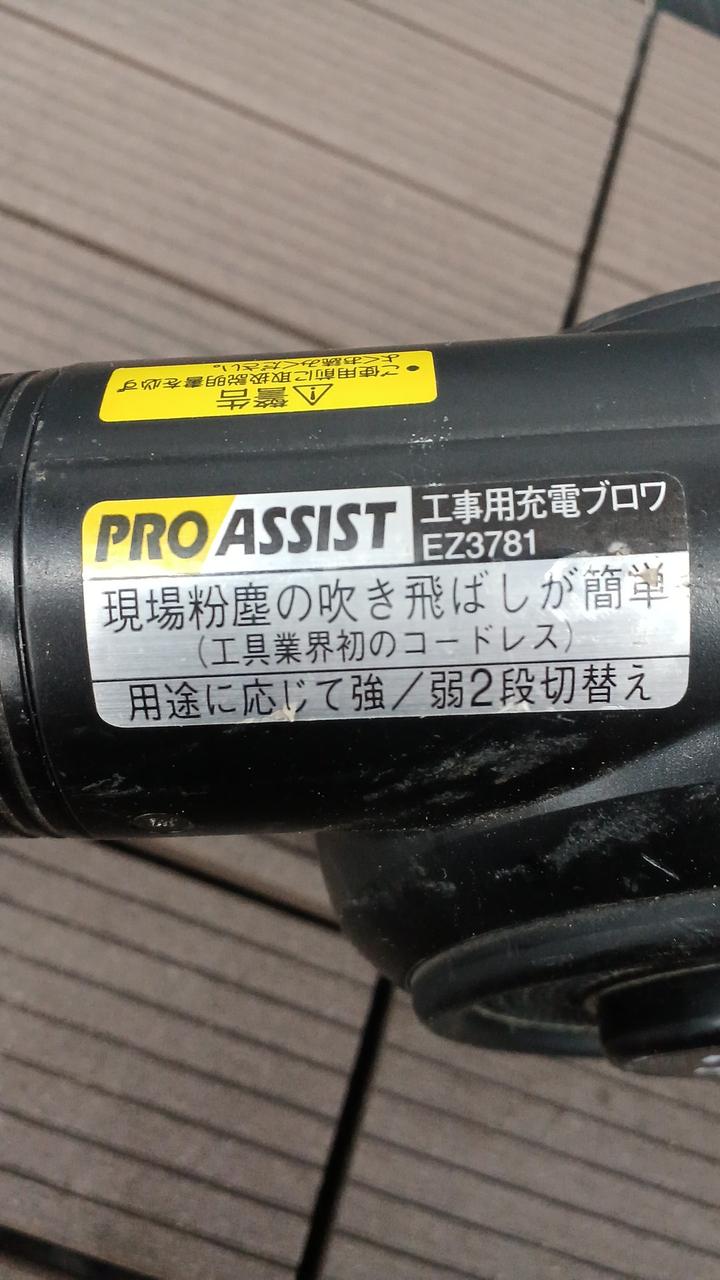 ⚠警告
●ご使用前に取扱説明書を必ず
よくお読みください。
PRO ASSIST
工事用充電ブロワ
EZ3781
現場粉塵の吹き飛ばしが簡単
(工具業界初のコードレス)
用途に応じて強／弱2段切替え